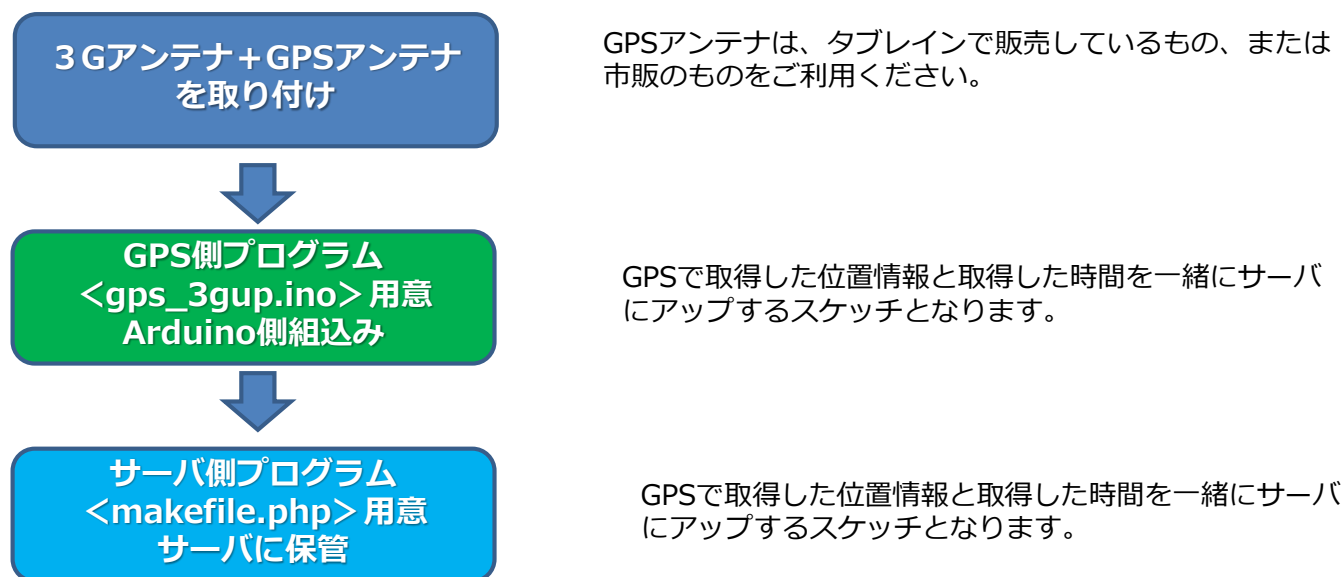 ３Gアンテナ＋GPSアンテナ
を取り付け
GPSアンテナは、タブレインで販売しているもの、または
市販のものをご利用ください。
GPS側プログラム
＜gps_3gup.ino＞用意
Arduino側組込み
GPSで取得した位置情報と取得した時間を一緒にサーバ
にアップするスケッチとなります。
サーバ側プログラム
＜makefile.php＞用意
サーバに保管
GPSで取得した位置情報と取得した時間を一緒にサーバ
にアップするスケッチとなります。